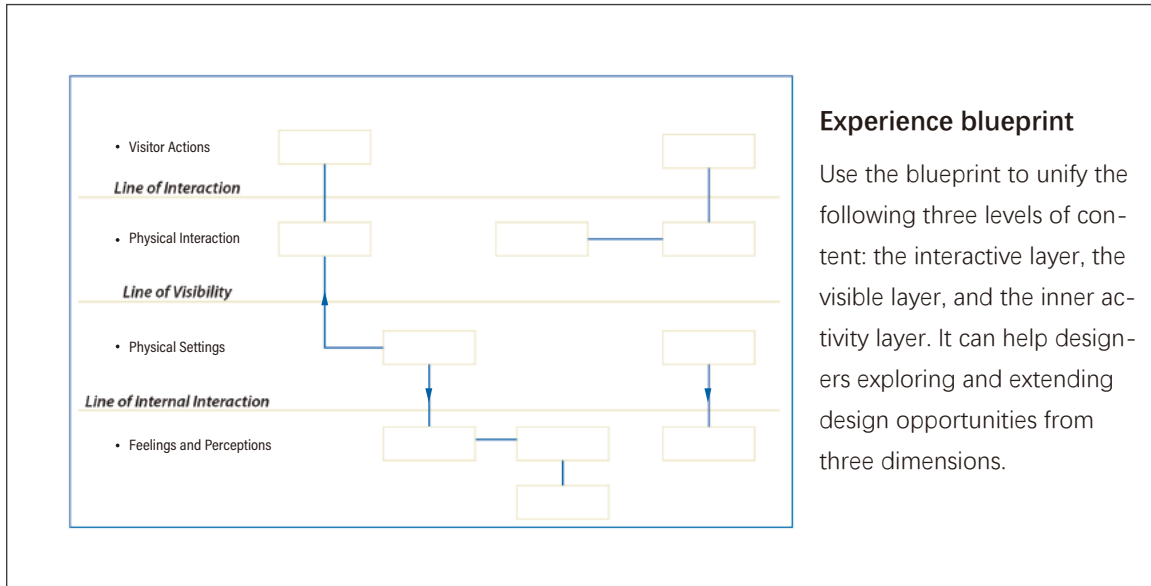 • Visitor Actions
Line of Interaction
• Physical Interaction
Line of Visibility
• Physical Settings
Line of Internal Interaction
• Feelings and Perceptions
Experience blueprint
Use the blueprint to unify the
following three levels of con-
tent: the interactive layer, the
visible layer, and the inner ac-
tivity layer. It can help design-
ers exploring and extending
design opportunities from
three dimensions.